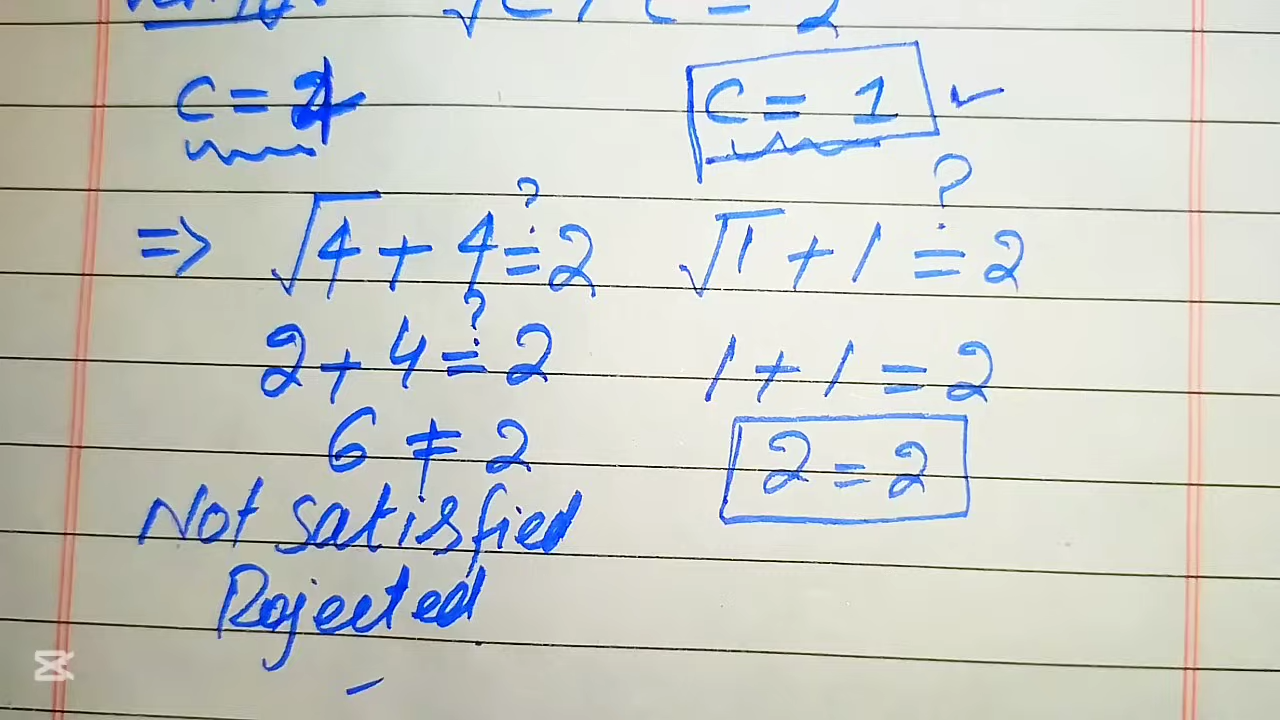 c = 4
c = 1 ✓
=> √4 + 4 ≟ 2
√1 + 1 ≟ 2
2 + 4 ≟ 2
1 + 1 = 2
6 ≠ 2
2 = 2
Not satisfied
Rejected